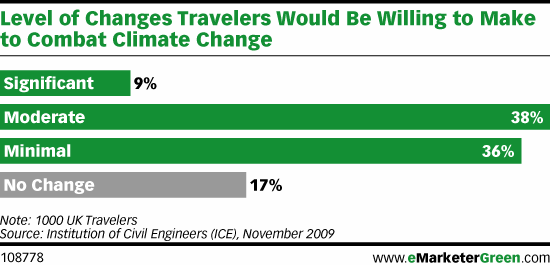 Level of Changes Travelers Would Be Willing to Make
to Combat Climate Change
Significant 9%
Moderate 38%
Minimal 36%
No Change 17%
Note: 1000 UK Travelers
Source: Institution of Civil Engineers (ICE), November 2009
108778 www.eMarketerGreen.com